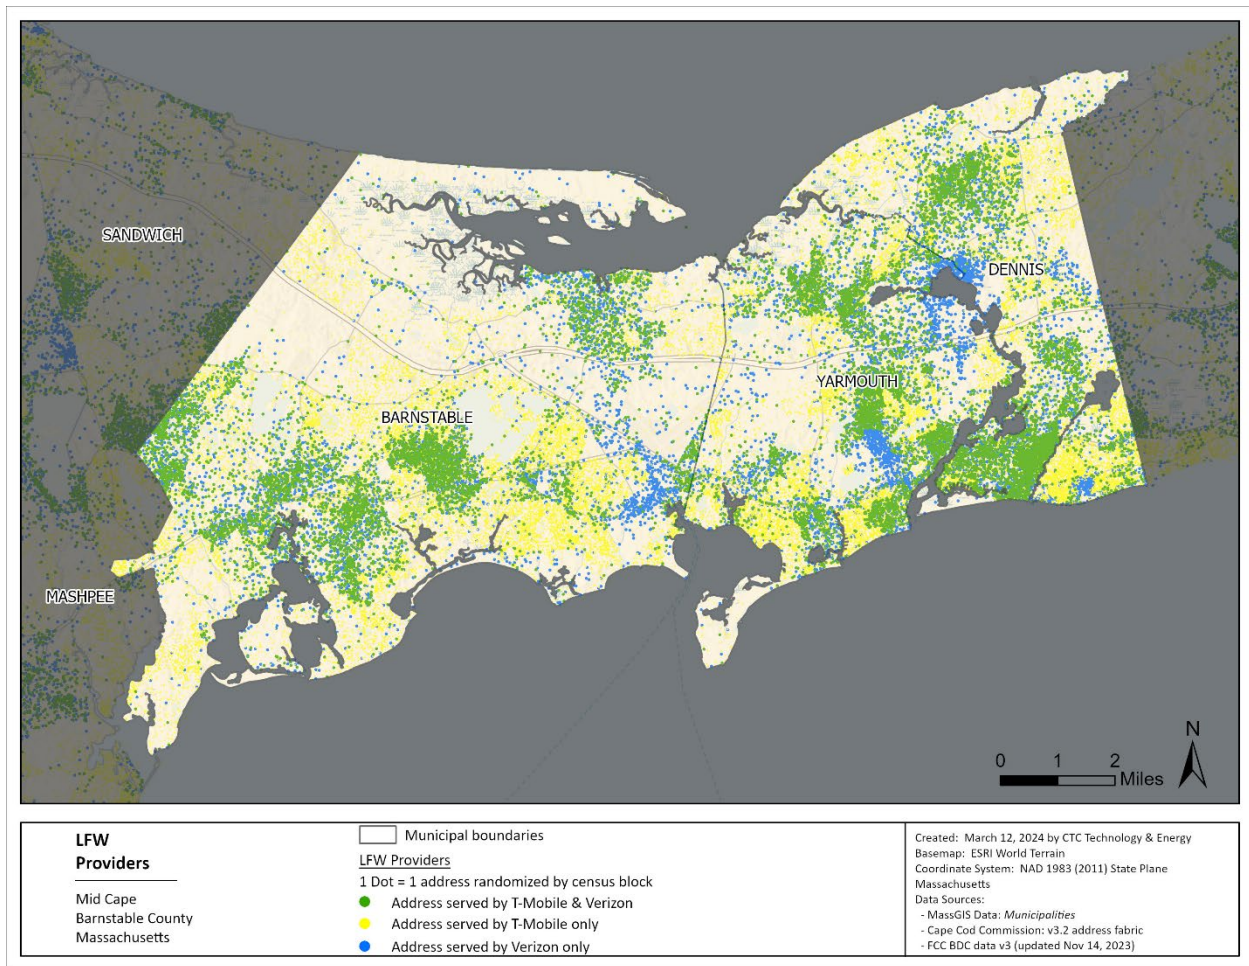 SANDWICH
DENNIS
YARMOUTH
BARNSTABLE
MASHPEE
N
0 1 2
Miles
LFW
Providers
Mid Cape
Barnstable County
Massachusetts
Municipal boundaries
LFW Providers
1 Dot = 1 address randomized by census block
Address served by T-Mobile & Verizon
Address served by T-Mobile only
Address served by Verizon only
Created: March 12, 2024 by CTC Technology & Energy
Basemap: ESRI World Terrain
Coordinate System: NAD 1983 (2011) State Plane
Massachusetts
Data Sources:
- MassGIS Data: Municipalities
- Cape Cod Commission: v3.2 address fabric
- FCC BDC data v3 (updated Nov 14, 2023)